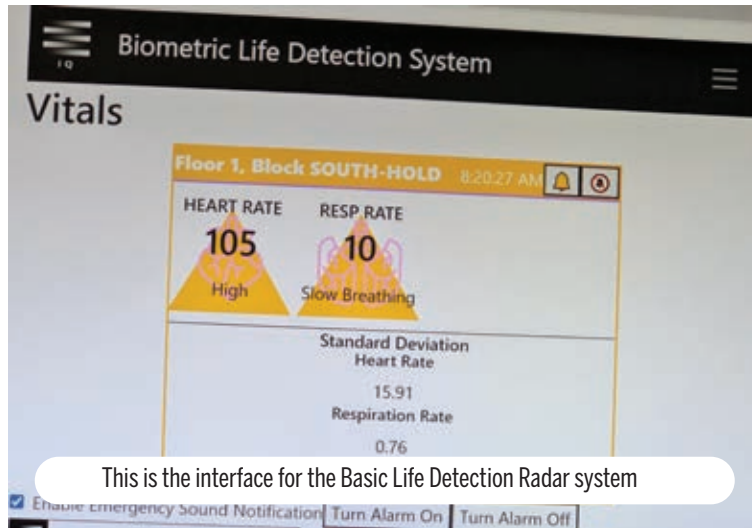 IQ
Biometric Life Detection System
Vitals
Floor 1, Block SOUTH-HOLD 8:20:27 AM
HEART RATE RESP RATE
105 10
High Slow Breathing
Standard Deviation
Heart Rate
15.91
Respiration Rate
0.76
This is the interface for the Basic Life Detection Radar system
Enable Emergency Sound Notification Turn Alarm On Turn Alarm Off